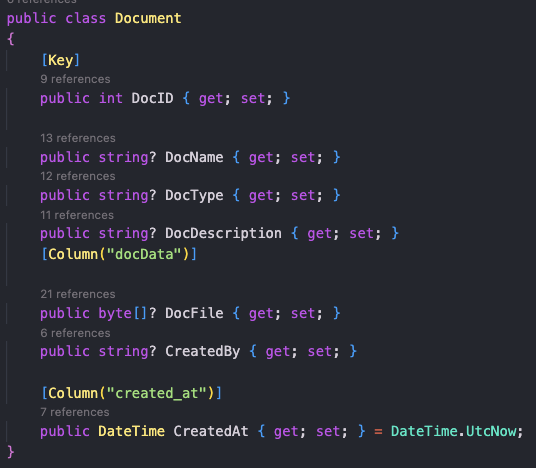 public class Document
{
[Key]
9 references
public int DocID { get; set; }
13 references
public string? DocName { get; set; }
12 references
public string? DocType { get; set; }
11 references
public string? DocDescription { get; set; }
[Column("docData")]
21 references
public byte[]? DocFile { get; set; }
6 references
public string? CreatedBy { get; set; }
[Column("created_at")]
7 references
public DateTime CreatedAt { get; set; } = DateTime.UtcNow;
}